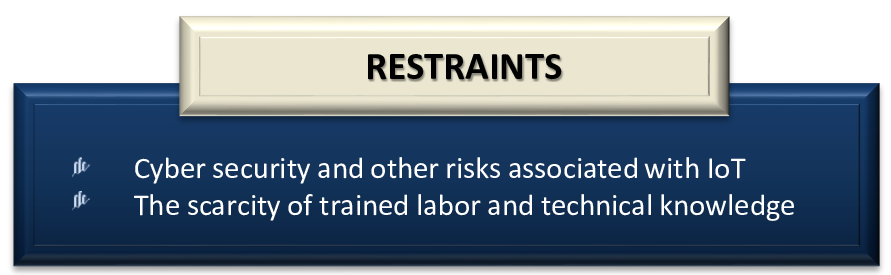 RESTRAINTS
Cyber security and other risks associated with IoT
The scarcity of trained labor and technical knowledge